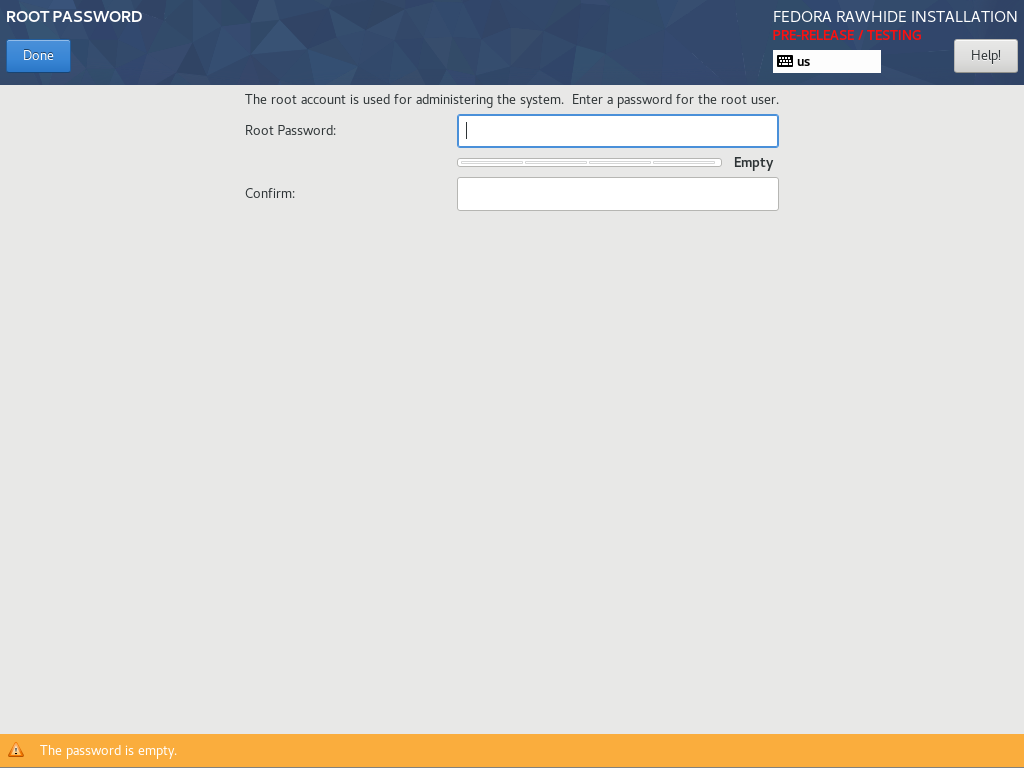 ROOT PASSWORD
FEDORA RAWHIDE INSTALLATION
PRE-RELEASE / TESTING
Done
us
Help!
The root account is used for administering the system.  Enter a password for the root user.
Root Password:
Empty
Confirm:
The password is empty.